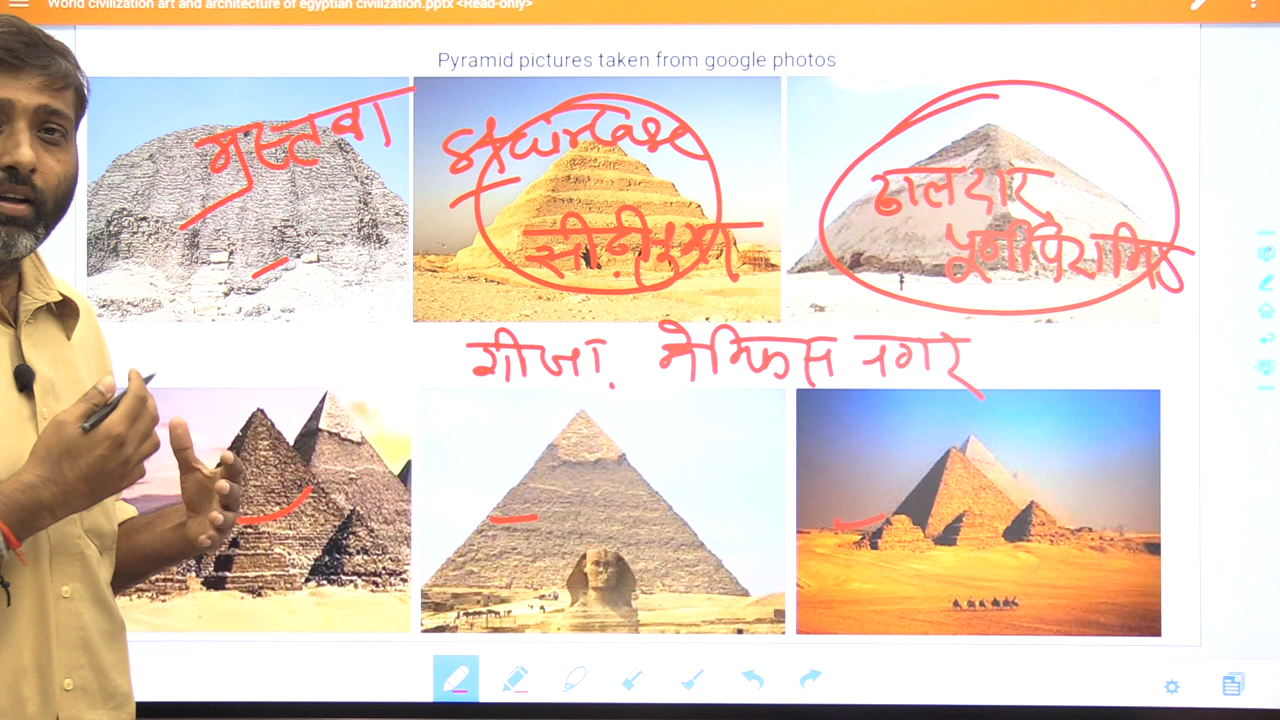 World civilization art and architecture of egyptian civilization.pptx <Read-only>
Pyramid pictures taken from google photos
मस्तबा
Staircase
सीढ़ीनुमा
ढालदार
पूर्ण पिरामिड
गीजा, मेम्फिस नगर